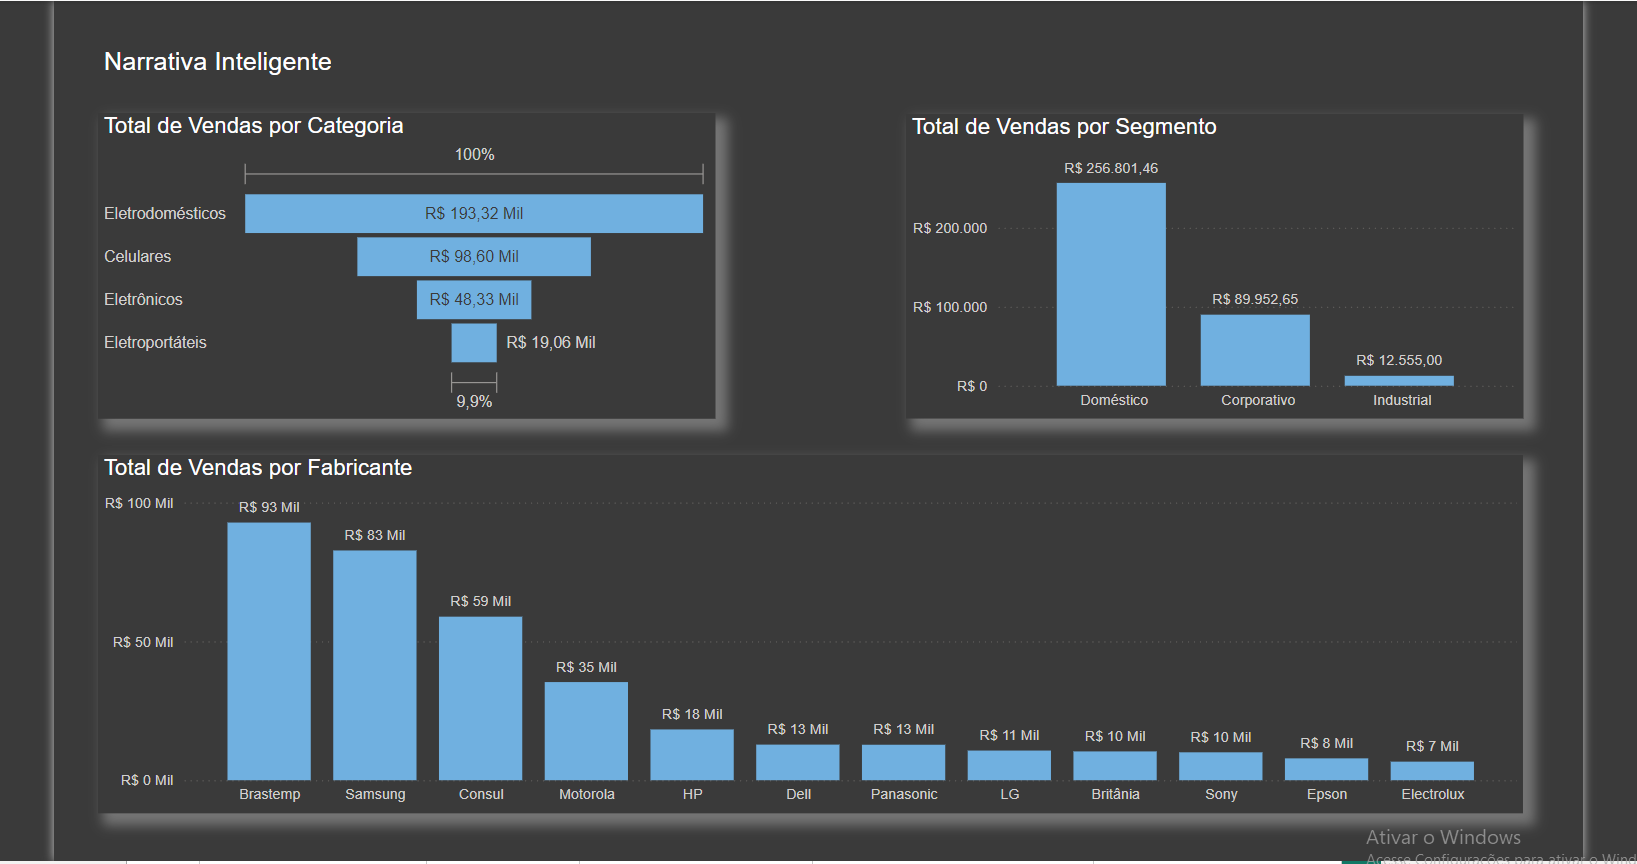 Narrativa Inteligente
Total de Vendas por Categoria
100%
Eletrodomésticos R$ 193,32 Mil
Celulares R$ 98,60 Mil
Eletrônicos R$ 48,33 Mil
Eletroportáteis R$ 19,06 Mil
9,9%
Total de Vendas por Segmento
R$ 256.801,46
R$ 200.000
R$ 89.952,65
R$ 100.000
R$ 12.555,00
R$ 0
Doméstico Corporativo Industrial
Total de Vendas por Fabricante
R$ 100 Mil
R$ 93 Mil
R$ 83 Mil
R$ 59 Mil
R$ 50 Mil
R$ 35 Mil
R$ 18 Mil
R$ 13 Mil R$ 13 Mil
R$ 11 Mil R$ 10 Mil R$ 10 Mil
R$ 8 Mil R$ 7 Mil
R$ 0 Mil
Brastemp Samsung Consul Motorola HP Dell Panasonic LG Britânia Sony Epson Electrolux
Ativar o Windows
Acesse Configurações para ativar o Wind